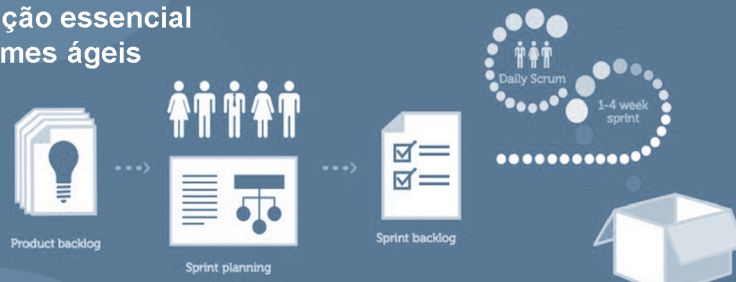 ção essencial
mes ágeis
Daily Scrum
1-4 week
sprint
Product backlog
Sprint planning
Sprint backlog